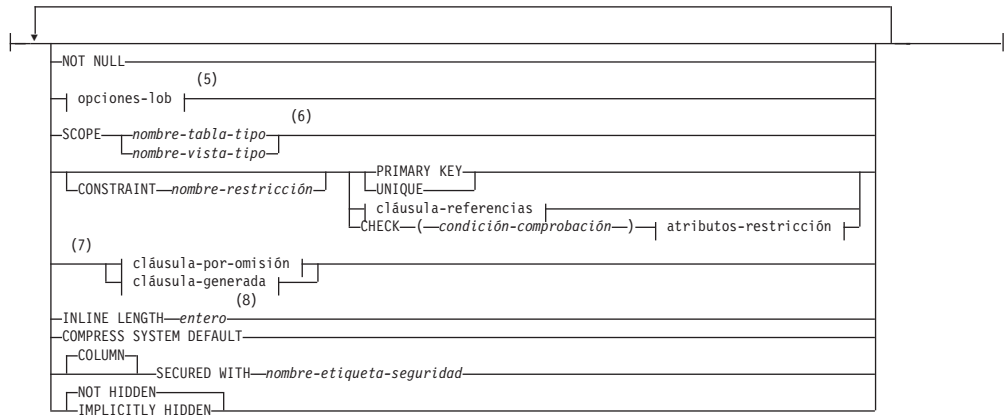 NOT NULL
(5)
opciones-lob
(6)
SCOPE nombre-tabla-tipo
nombre-vista-tipo
PRIMARY KEY
CONSTRAINT nombre-restricción UNIQUE
cláusula-referencias
CHECK ( condición-comprobación ) atributos-restricción
(7)
cláusula-por-omisión
cláusula-generada
(8)
INLINE LENGTH entero
COMPRESS SYSTEM DEFAULT
COLUMN
SECURED WITH nombre-etiqueta-seguridad
NOT HIDDEN
IMPLICITLY HIDDEN